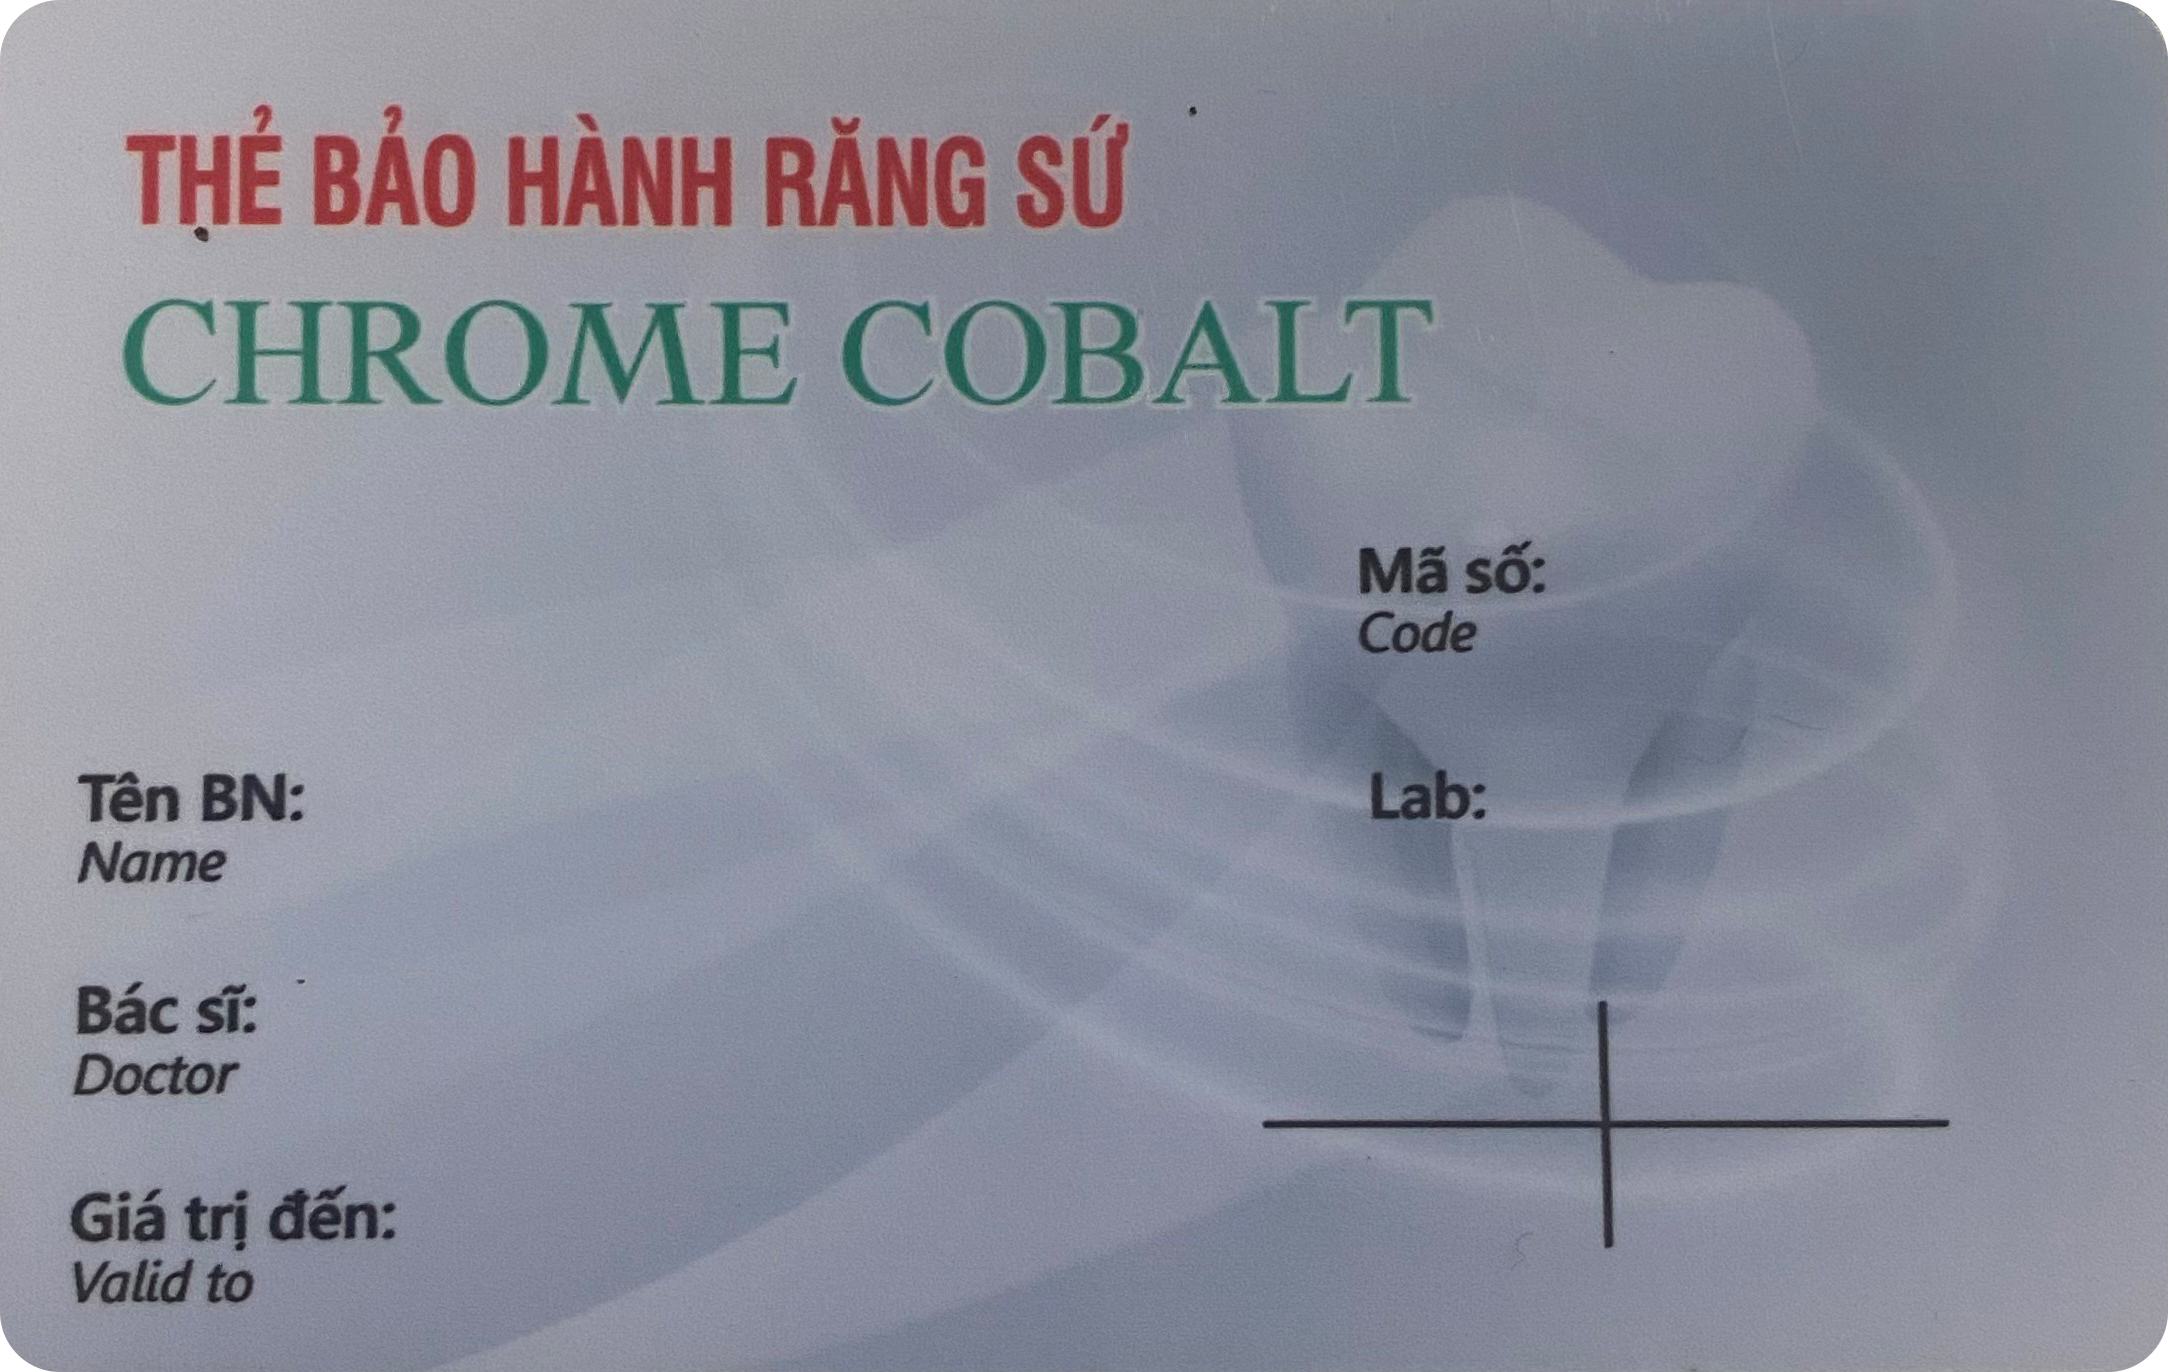 THẺ BẢO HÀNH RĂNG SỨ
CHROME COBALT
Mã số:
Code
Tên BN:
Name
Lab:
Bác sĩ:
Doctor
Giá trị đến:
Valid to